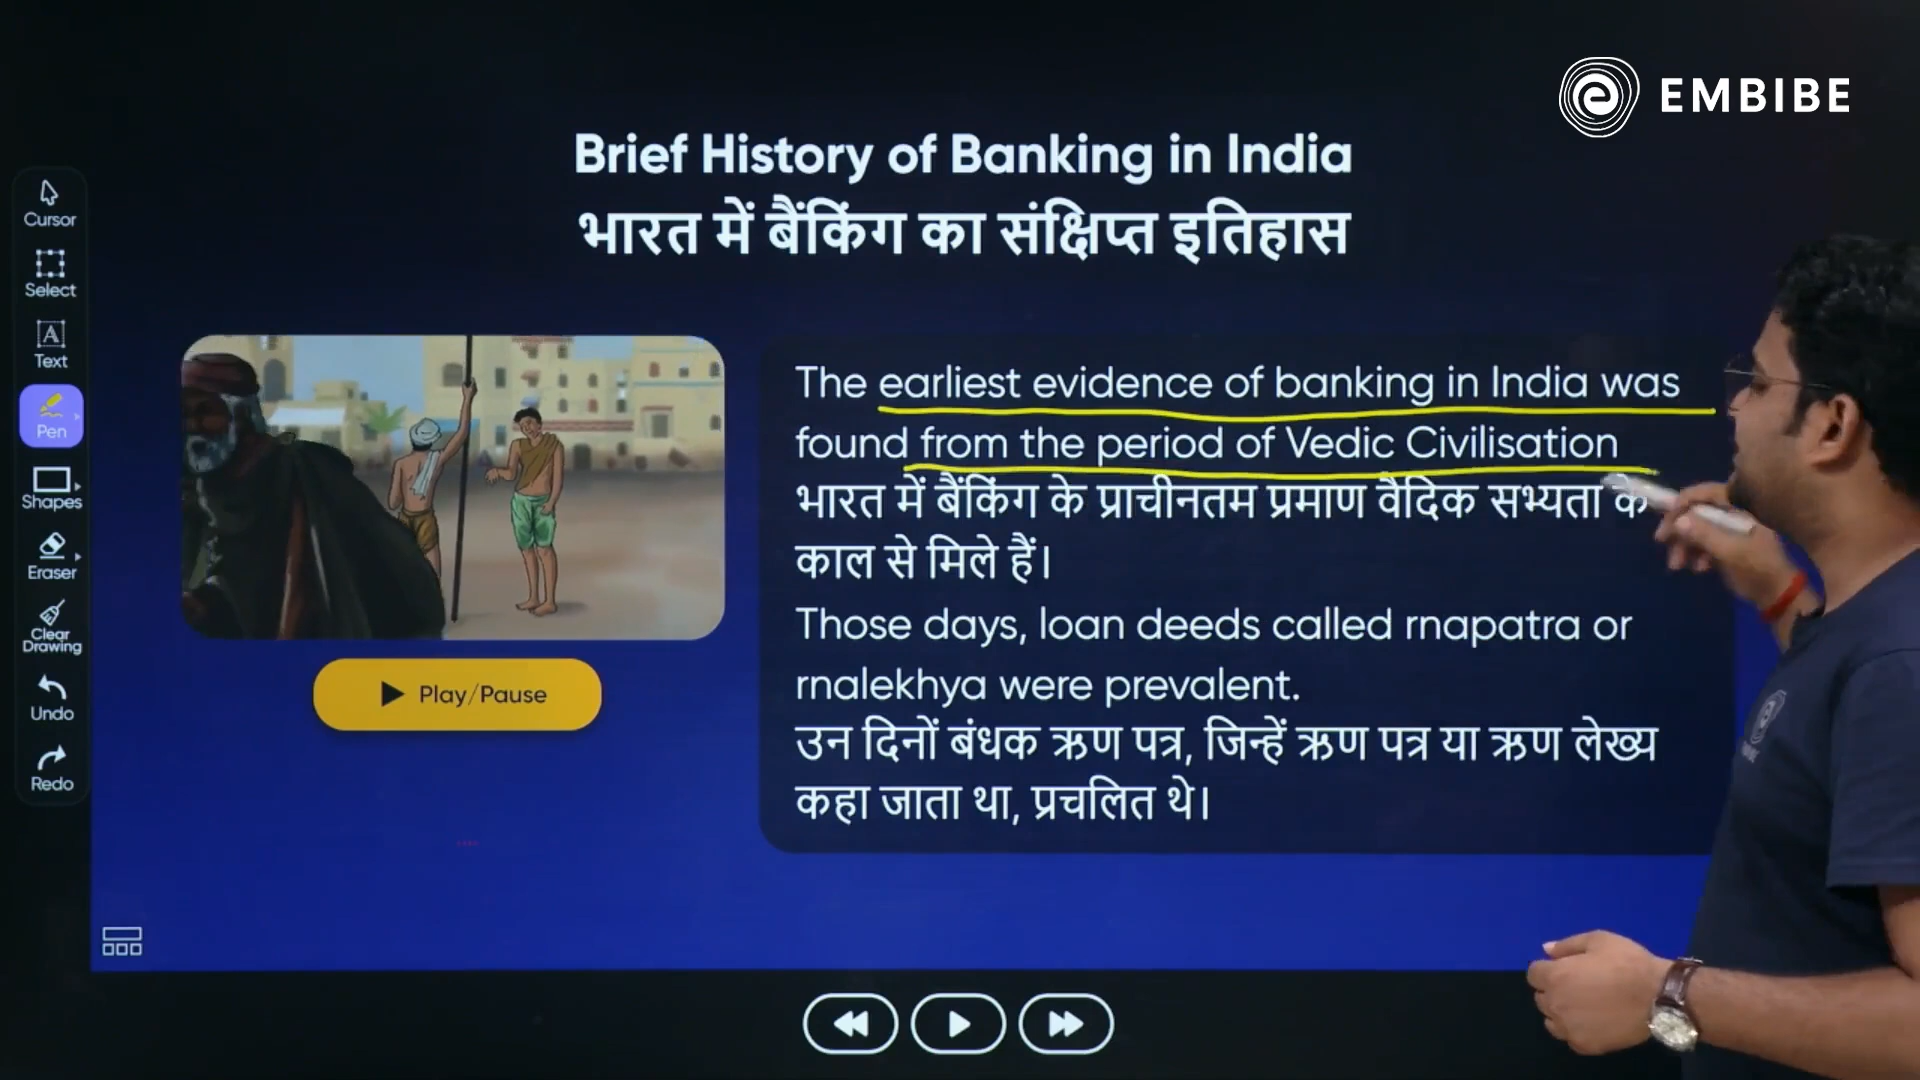 EMBIBE
Brief History of Banking in India
भारत में बैंकिंग का संक्षिप्त इतिहास
Cursor
Select
Text
Pen
Shapes
Eraser
Clear
Drawing
Undo
Redo
Play/Pause
The earliest evidence of banking in India was
found from the period of Vedic Civilisation
भारत में बैंकिंग के प्राचीनतम प्रमाण वैदिक सभ्यता के
काल से मिले हैं।
Those days, loan deeds called rnapatra or
rnalekhya were prevalent.
उन दिनों बंधक ऋण पत्र, जिन्हें ऋण पत्र या ऋण लेख्य
कहा जाता था, प्रचलित थे।